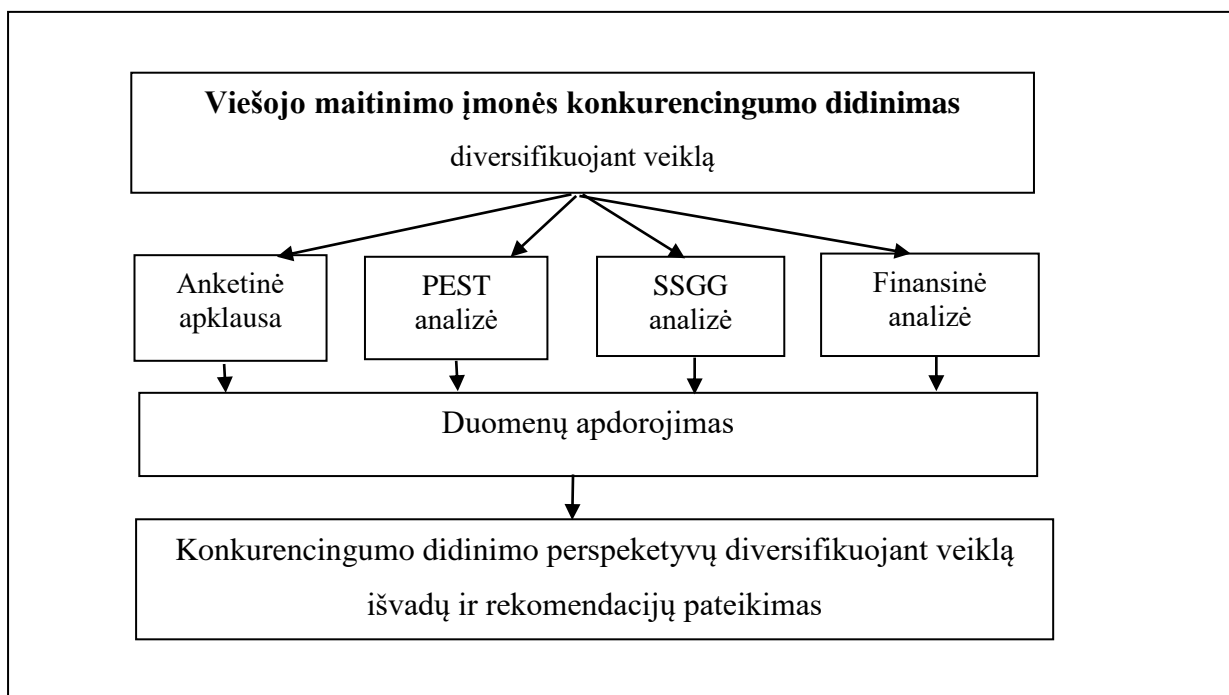 Viešojo maitinimo įmonės konkurencingumo didinimas
diversifikuojant veiklą
Anketinė
apklausa
PEST
analizė
SSGG
analizė
Finansinė
analizė
Duomenų apdorojimas
Konkurencingumo didinimo perspeketyvų diversifikuojant veiklą
išvadų ir rekomendacijų pateikimas